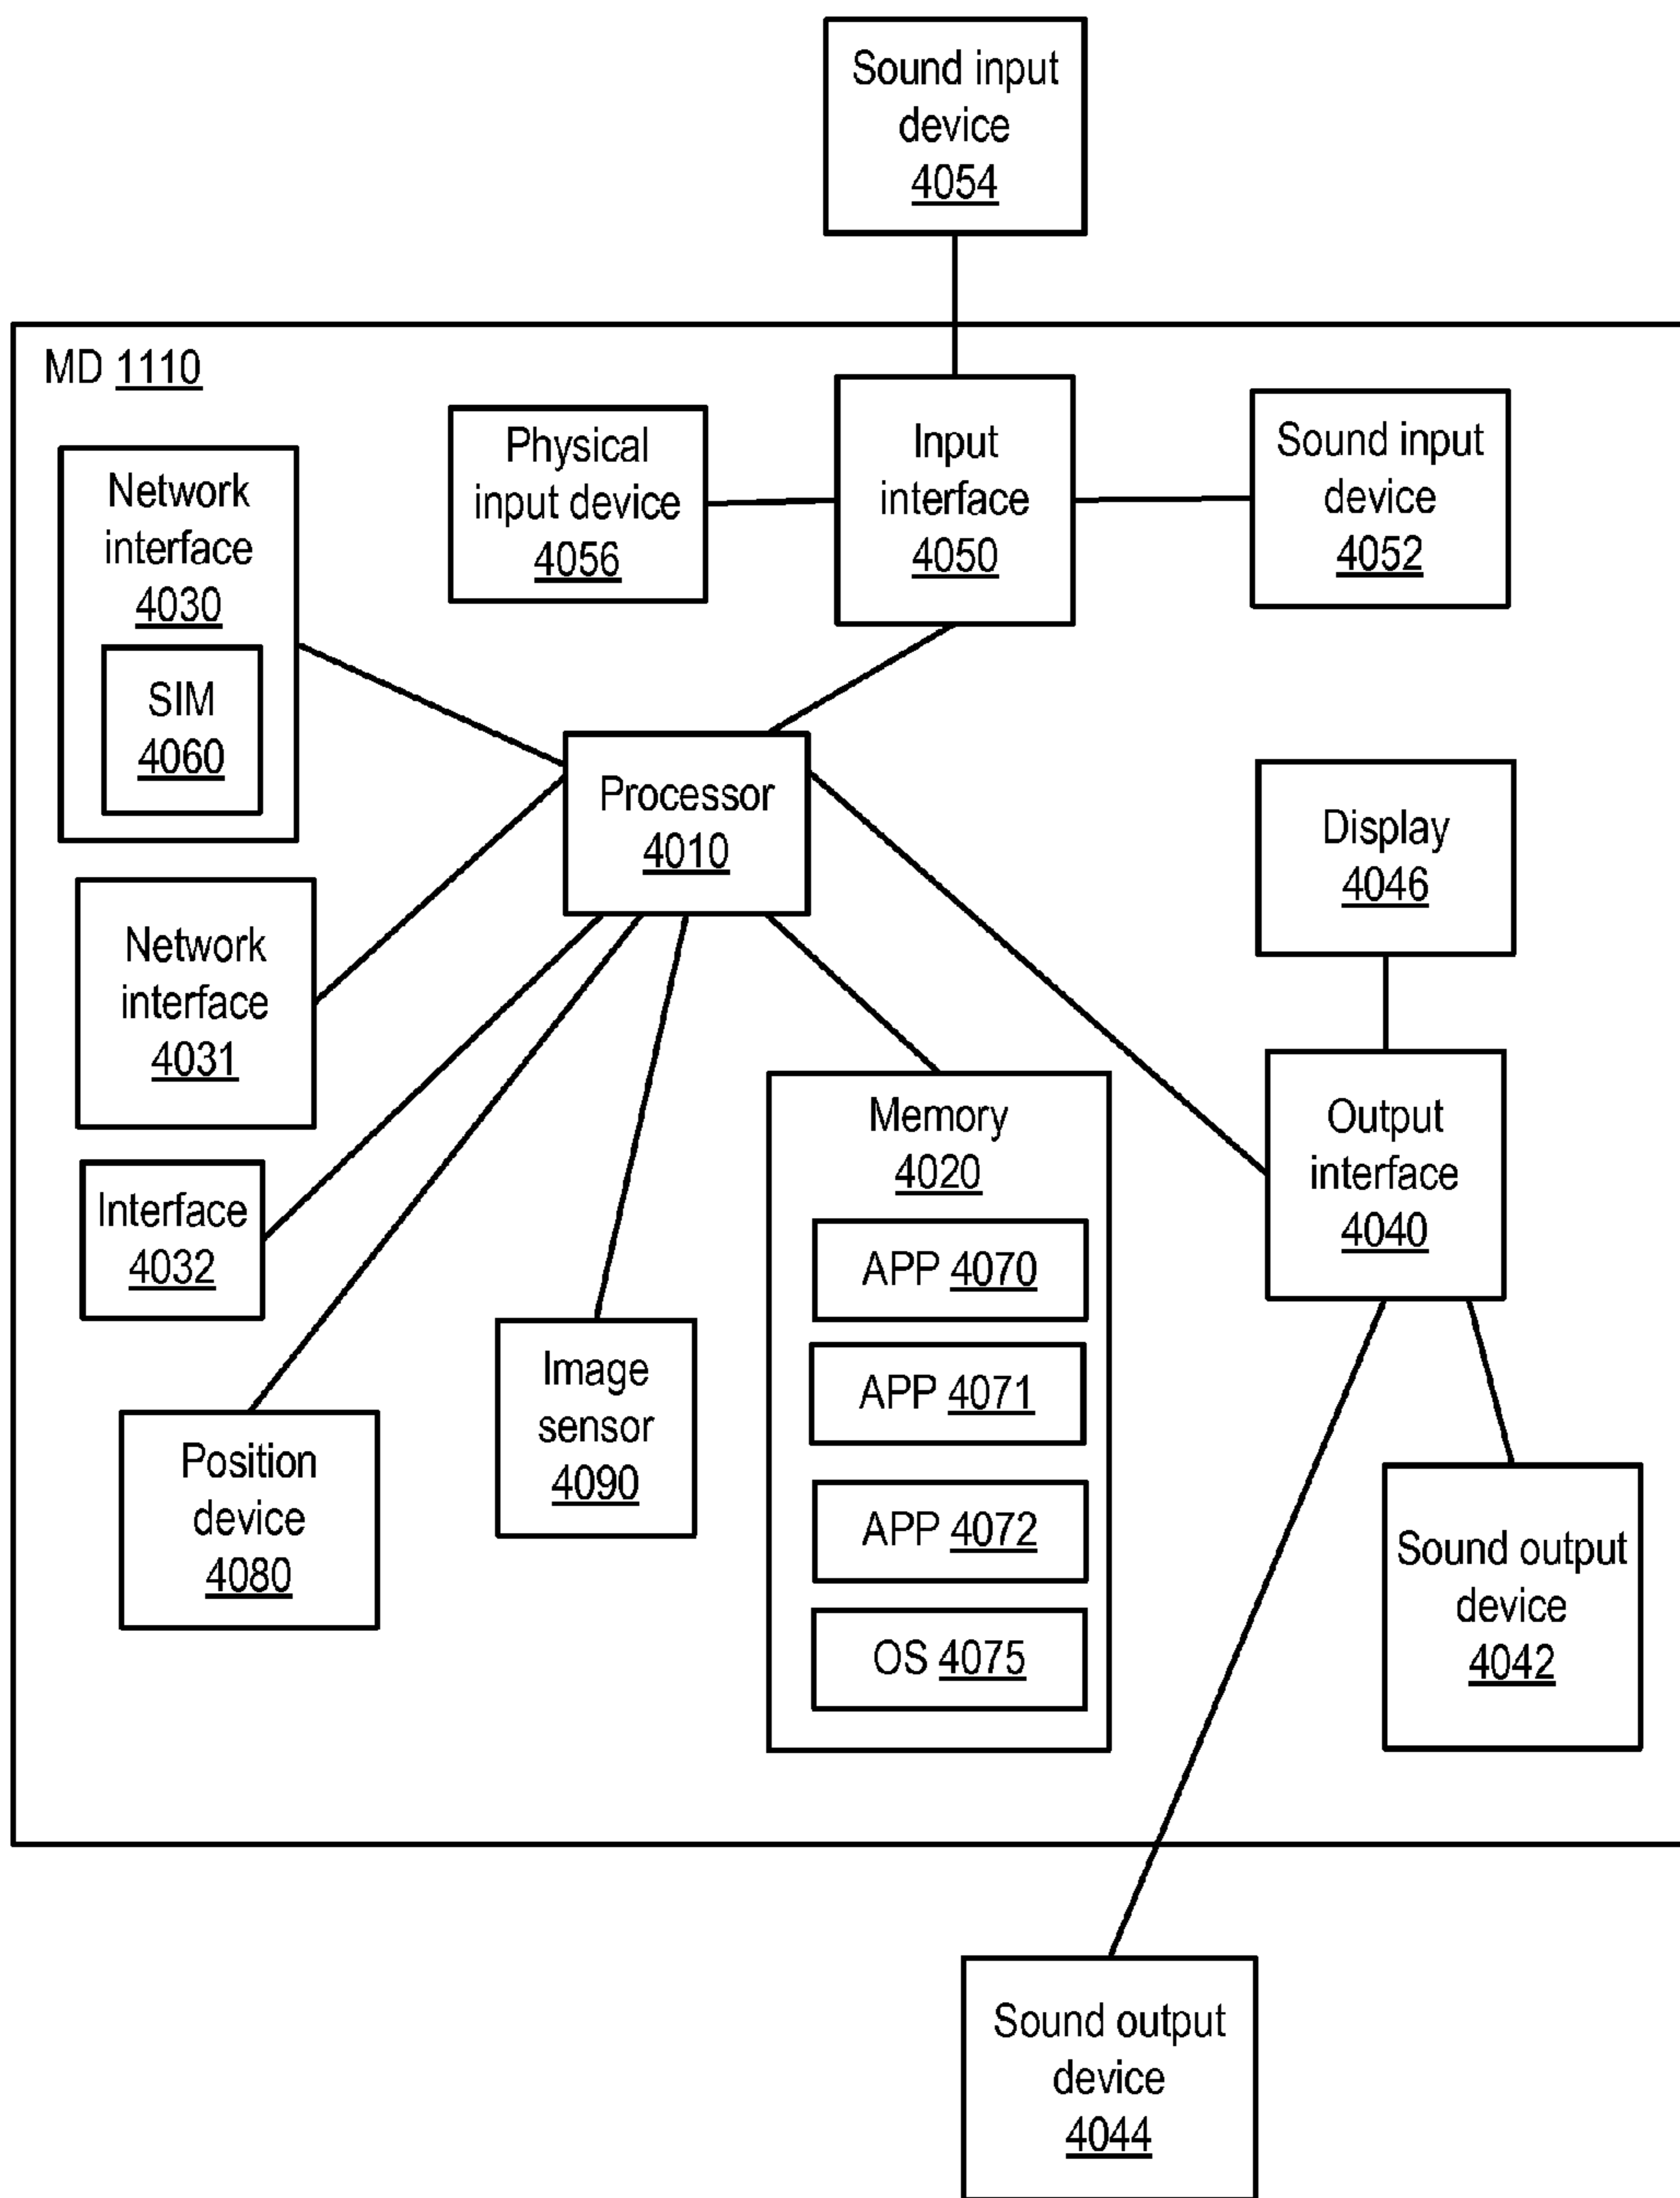 Sound input
device
4054
MD 1110
Physical
input device
4056
Input
interface
4050
Sound input
device
4052
Network
interface
4030
SIM
4060
Processor
4010
Display
4046
Network
interface
4031
Interface
4032
Memory
4020
APP 4070
APP 4071
APP 4072
OS 4075
Output
interface
4040
Image
sensor
4090
Position
device
4080
Sound output
device
4042
Sound output
device
4044